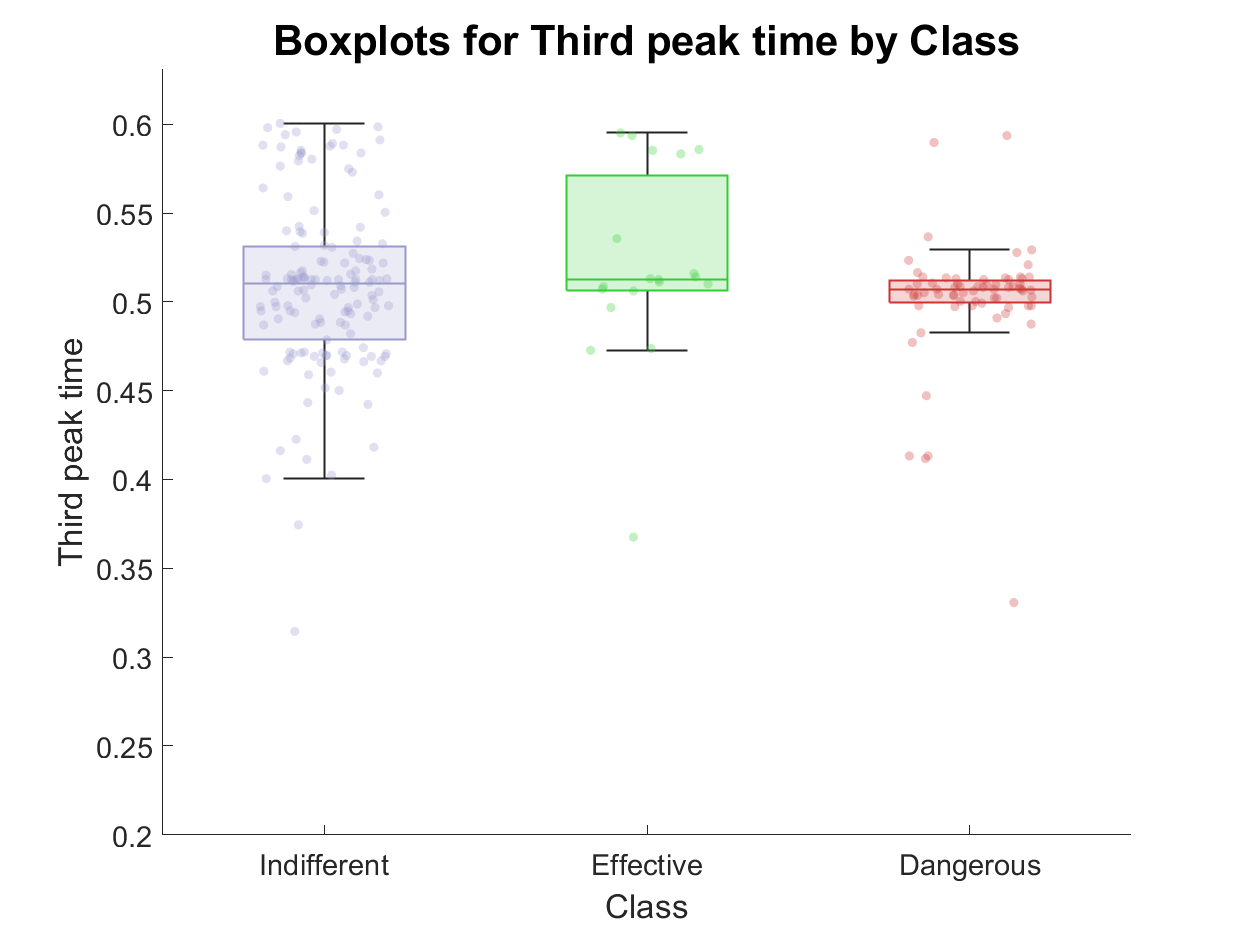 Boxplots for Third peak time by Class
Third peak time
0.6
0.55
0.5
0.45
0.4
0.35
0.3
0.25
0.2
Indifferent
Effective
Dangerous
Class